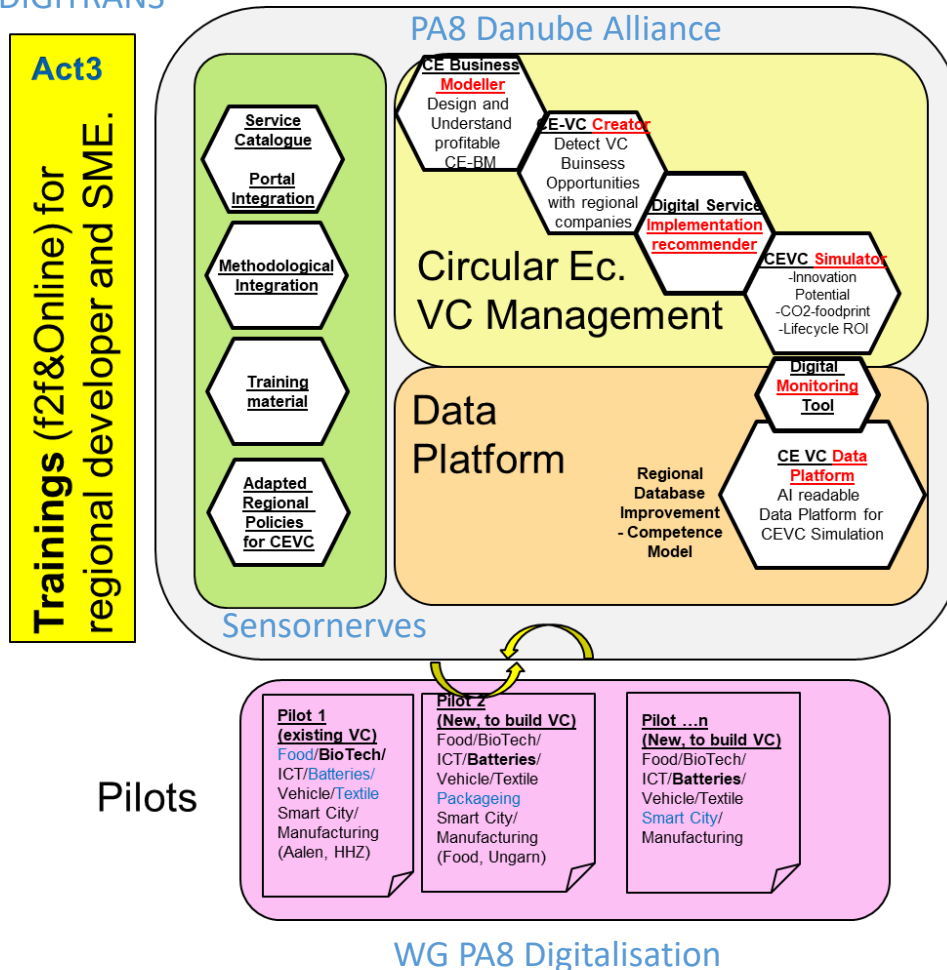 DIGITRANS
PA8 Danube Alliance
Act3
Trainings (f2f&Online) for
regional developer and SME.
Service
Catalogue
Portal
Integration
Methodological
Integration
Training
material
Adapted
Regional
Policies
for CEVC
CE Business
Modeller
Design and
Understand
profitable
CE-BM
CE-VC Creator
Detect VC
Buinsess
Opportunities
with regional
companies
Digital Service
Implementation
recommender
CEVC Simulator
-Innovation
Potential
-CO2-foodprint
-Lifecycle ROI
Circular Ec.
VC Management
Digital
Monitoring
Tool
Data
Platform
Regional
Database
Improvement
- Competence
Model
CE VC Data
Platform
AI readable
Data Platform for
CEVC Simulation
Sensornerves
Pilots
Pilot 1
(existing VC)
Food/BioTech/
ICT/Batteries/
Vehicle/Textile
Smart City/
Manufacturing
(Aalen, HHZ)
Pilot 2
(New, to build VC)
Food/BioTech/
ICT/Batteries/
Vehicle/Textile
Packageing
Smart City/
Manufacturing
(Food, Ungarn)
Pilot ...n
(New, to build VC)
Food/BioTech/
ICT/Batteries/
Vehicle/Textile
Smart City/
Manufacturing
WG PA8 Digitalisation